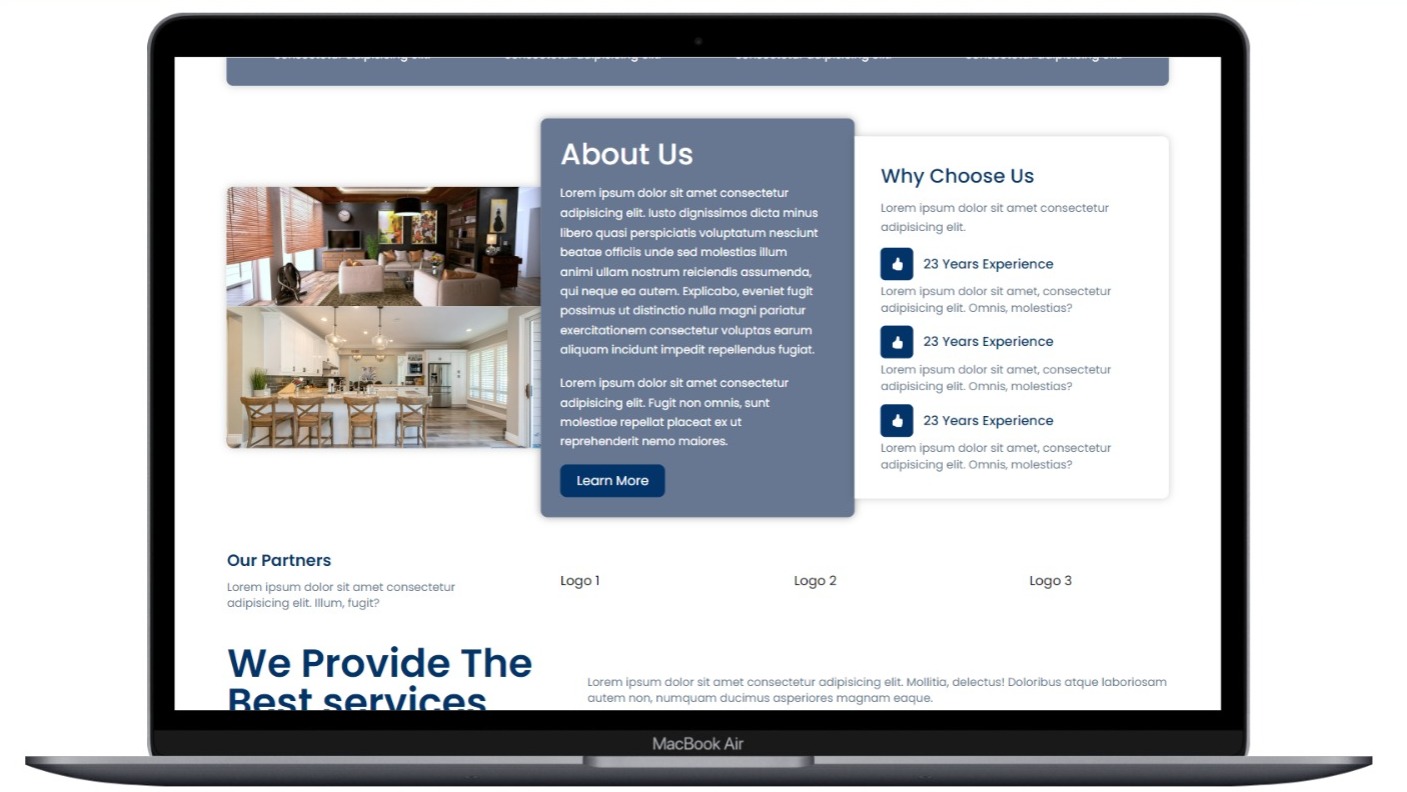 About Us
Lorem ipsum dolor sit amet consectetur
adipisicing elit. Iusto dignissimos dicta minus
libero quasi perspiciatis voluptatum nesciunt
beatae officiis unde sed molestias illum
animi ullam nostrum reiciendis assumenda,
qui neque ea autem. Explicabo, eveniet fugit
possimus ut distinctio nulla magni pariatur
exercitationem consectetur voluptas earum
aliquam incidunt impedit repellendus fugiat.
Lorem ipsum dolor sit amet consectetur
adipisicing elit. Fugit non omnis, sunt
molestiae repellat placeat ex ut
reprehenderit nemo maiores.
Learn More
Why Choose Us
Lorem ipsum dolor sit amet consectetur
adipisicing elit.
23 Years Experience
Lorem ipsum dolor sit amet, consectetur
adipisicing elit. Omnis, molestias?
23 Years Experience
Lorem ipsum dolor sit amet, consectetur
adipisicing elit. Omnis, molestias?
23 Years Experience
Lorem ipsum dolor sit amet, consectetur
adipisicing elit. Omnis, molestias?
Our Partners
Lorem ipsum dolor sit amet consectetur
adipisicing elit. Illum, fugit?
Logo 1
Logo 2
Logo 3
We Provide The
Best services
Lorem ipsum dolor sit amet consectetur adipisicing elit. Mollitia, delectus! Doloribus atque laboriosam
autem non, numquam ducimus asperiores magnam eaque.
MacBook Air